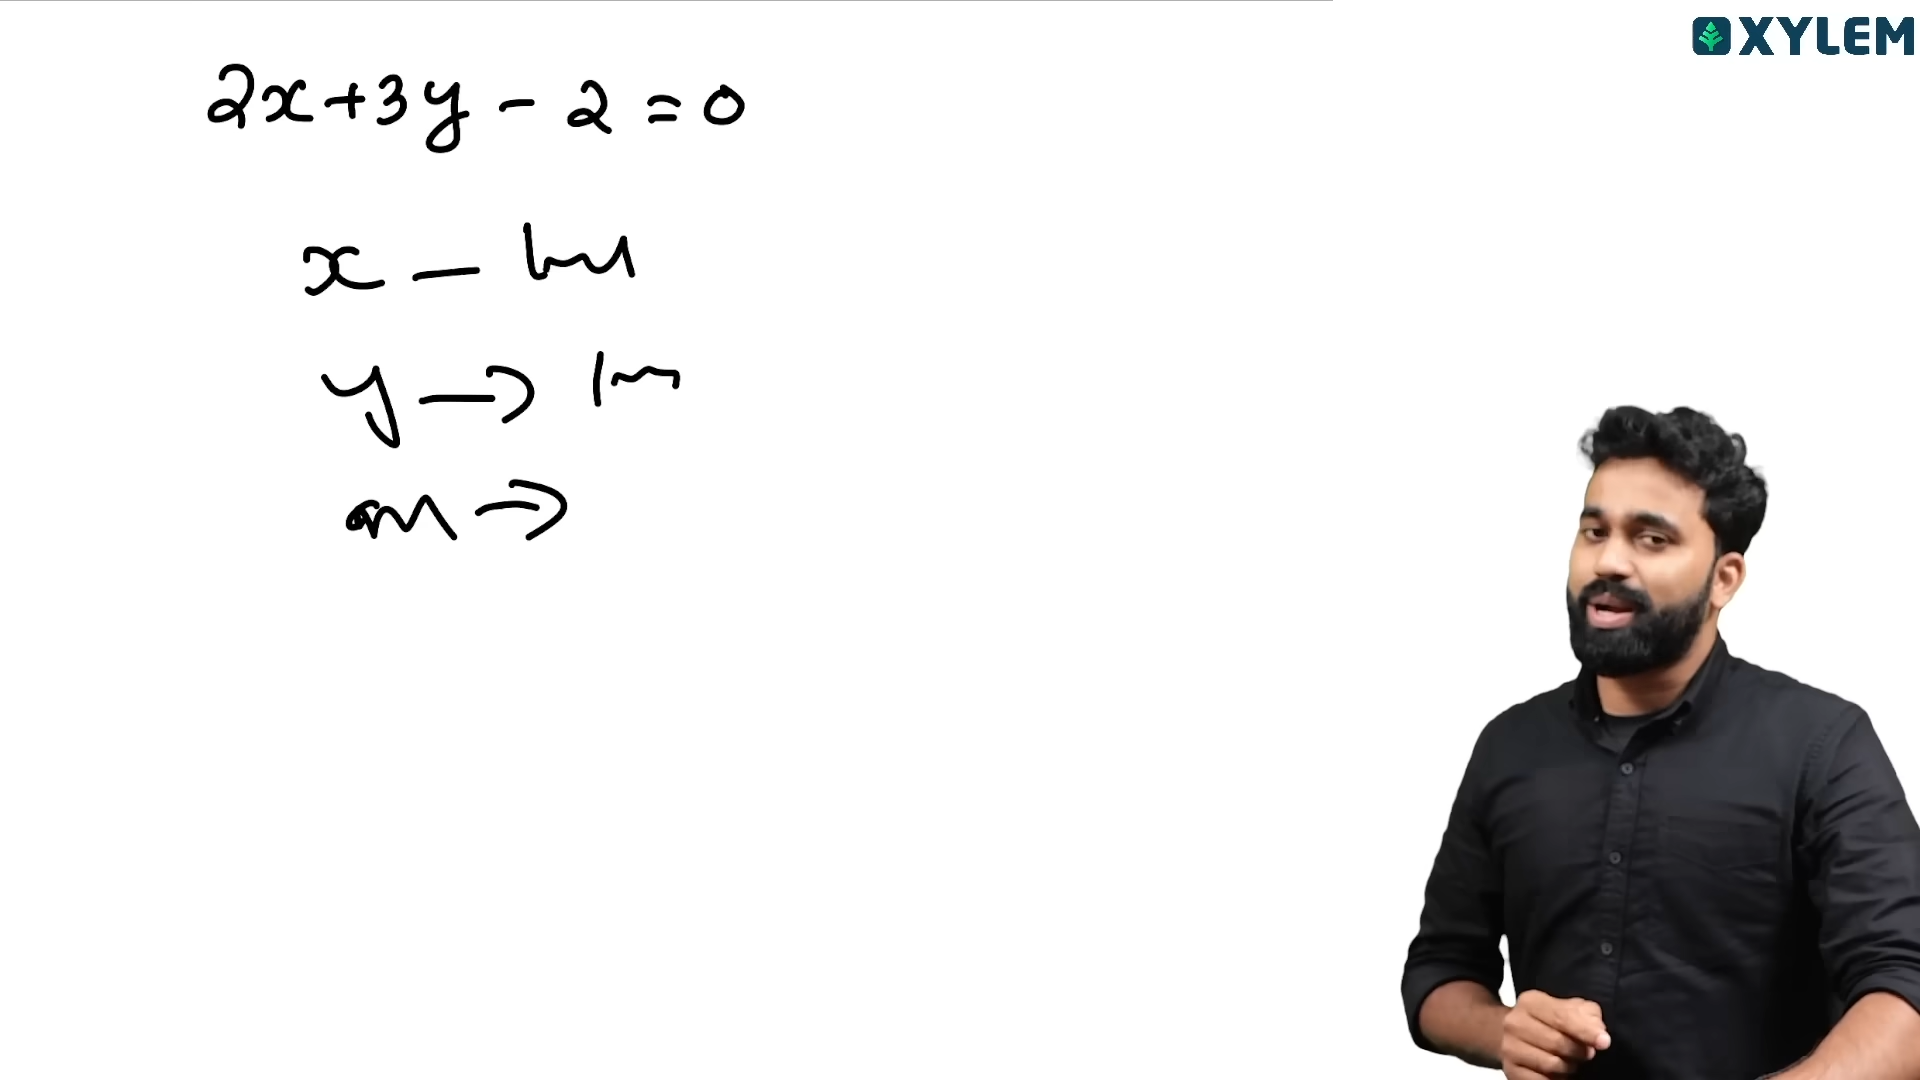 XYLEM
2x+3y - 2 = 0
x —
y →
m →